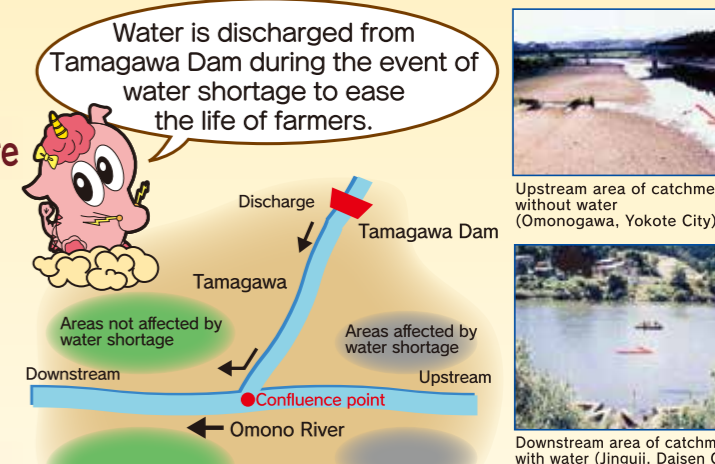 Water is discharged from
Tamagawa Dam during the event of
water shortage to ease
the life of farmers.
Discharge
Tamagawa Dam
Tamagawa
Areas not affected by
water shortage
Areas affected by
water shortage
Downstream
Upstream
Confluence point
Omono River
Upstream area of
without water
(Omonogawa, Yokote City)
Downstream area of
with water (Jinguji, Daisen